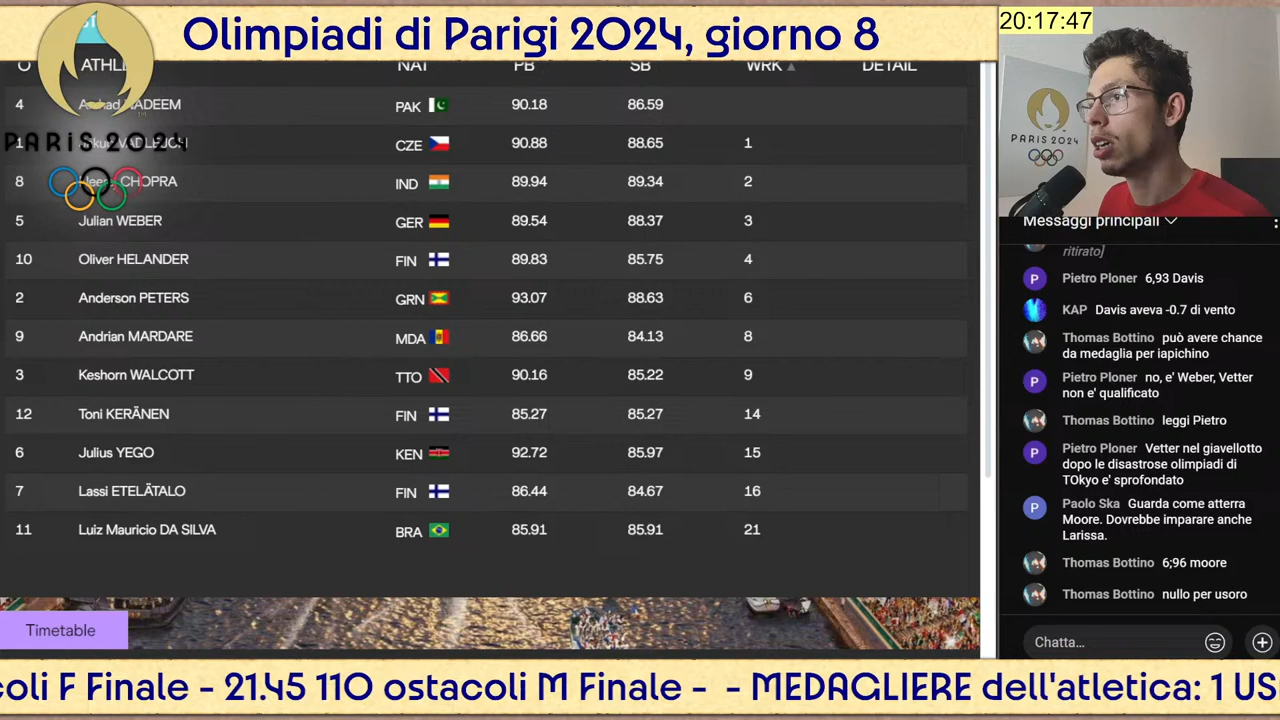 Olimpiadi di Parigi 2024, giorno 8
20:17:47
PARIS 2024
PARIS 2024
O NAT PB SB WRK ▲ DETAIL
4 NADEEM PAK 90.18 86.59
1 CZE 90.88 88.65 1
8 CHOPRA IND 89.94 89.34 2
5 Julian WEBER GER 89.54 88.37 3
10 Oliver HELANDER FIN 89.83 85.75 4
2 Anderson PETERS GRN 93.07 88.63 6
9 Andrian MARDARE MDA 86.66 84.13 8
3 Keshorn WALCOTT TTO 90.16 85.22 9
12 Toni KERÄNEN FIN 85.27 85.27 14
6 Julius YEGO KEN 92.72 85.97 15
7 Lassi ETELÄTALO FIN 86.44 84.67 16
11 Luiz Mauricio DA SILVA BRA 85.91 85.91 21
Timetable
Messaggi principali
ritirato]
P Pietro Ploner 6,93 Davis
KAP Davis aveva -0.7 di vento
Thomas Bottino può avere chance
da medaglia per iapichino
P Pietro Ploner no, e' Weber, Vetter
non e' qualificato
Thomas Bottino leggi Pietro
P Pietro Ploner Vetter nel giavellotto
dopo le disastrose olimpiadi di
TOkyo e' sprofondato
P Paolo Ska Guarda come atterra
Moore. Dovrebbe imparare anche
Larissa.
Thomas Bottino 6;96 moore
Thomas Bottino nullo per usoro
Chatta...
coli F Finale - 21.45 110 ostacoli M Finale - - MEDAGLIERE dell'atletica: 1 US